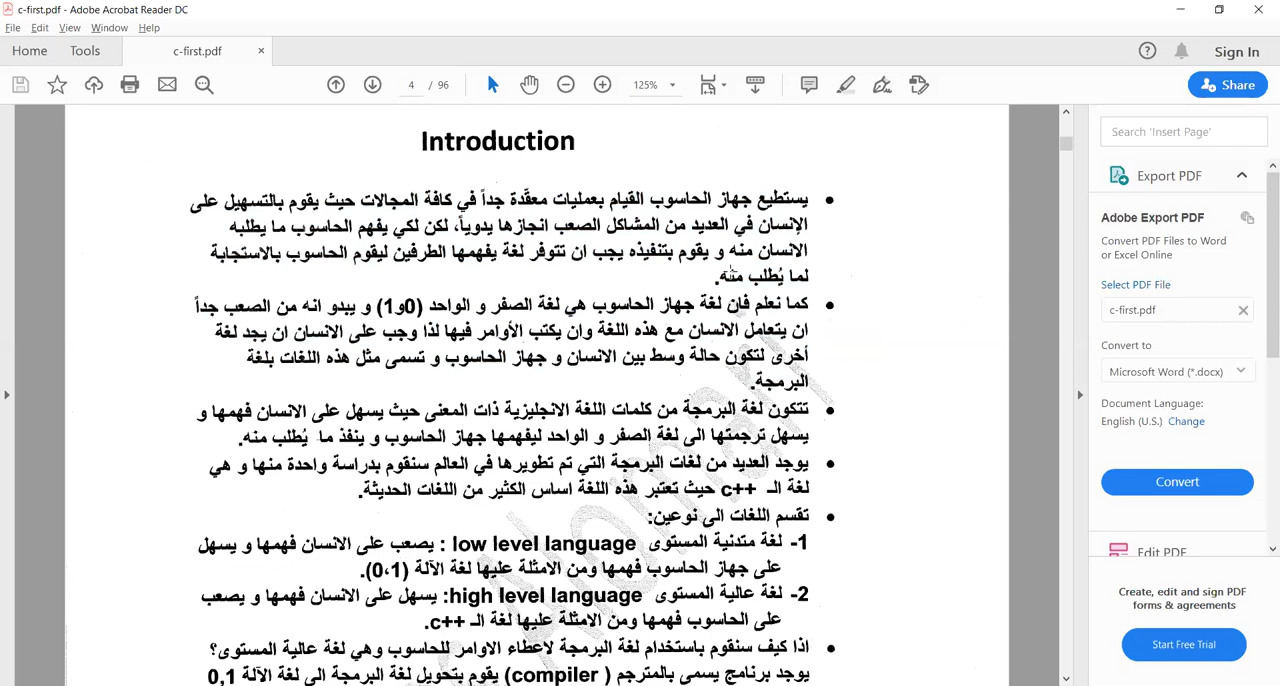 c-first.pdf - Adobe Acrobat Reader DC
File Edit View Window Help
Home Tools c-first.pdf × Sign In
4 / 96 125% Share
Introduction
• يستطيع جهاز الحاسوب القيام بعمليات معقَّدة جداً في كافة المجالات حيث يقوم بالتسهيل على
الإنسان في العديد من المشاكل الصعب انجازها يدوياً، لكن لكي يفهم الحاسوب ما يطلبه
الانسان منه و يقوم بتنفيذه يجب ان تتوفر لغة يفهمها الطرفين ليقوم الحاسوب بالاستجابة
لما يُطلب منه.
• كما نعلم فان لغة جهاز الحاسوب هي لغة الصفر و الواحد (0و1) و يبدو انه من الصعب جداً
ان يتعامل الانسان مع هذه اللغة وان يكتب الأوامر فيها لذا وجب على الانسان ان يجد لغة
أخرى لتكون حالة وسط بين الانسان و جهاز الحاسوب و تسمى مثل هذه اللغات بلغة
البرمجة.
• تتكون لغة البرمجة من كلمات اللغة الانجليزية ذات المعنى حيث يسهل على الانسان فهمها و
يسهل ترجمتها الى لغة الصفر و الواحد ليفهمها جهاز الحاسوب و ينفذ ما يُطلب منه.
• يوجد العديد من لغات البرمجة التي تم تطويرها في العالم سنقوم بدراسة واحدة منها و هي
لغة الـ c++ حيث تعتبر هذه اللغة اساس الكثير من اللغات الحديثة.
• تقسم اللغات الى نوعين:
1- لغة متدنية المستوى low level language : يصعب على الانسان فهمها و يسهل
على جهاز الحاسوب فهمها ومن الامثلة عليها لغة الآلة (0،1).
2- لغة عالية المستوى high level language: يسهل على الانسان فهمها و يصعب
على الحاسوب فهمها ومن الامثلة عليها لغة الـ c++.
• اذا كيف سنقوم باستخدام لغة البرمجة لاعطاء الاوامر للحاسوب وهي لغة عالية المستوى؟
يوجد برنامج يسمى بالمترجم ( compiler) يقوم بتحويل لغة البرمجة الى لغة الآلة 0,1
Search 'Insert Page'
Export PDF
Adobe Export PDF
Convert PDF Files to Word
or Excel Online
Select PDF File
c-first.pdf
Convert to
Microsoft Word (*.docx)
Document Language:
English (U.S.) Change
Convert
Edit PDF
Create, edit and sign PDF
forms & agreements
Start Free Trial